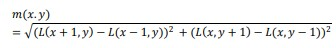 m(x.y)
= √((L(x + 1,y) − L(x − 1,y))² + (L(x,y + 1) − L(x,y − 1))²